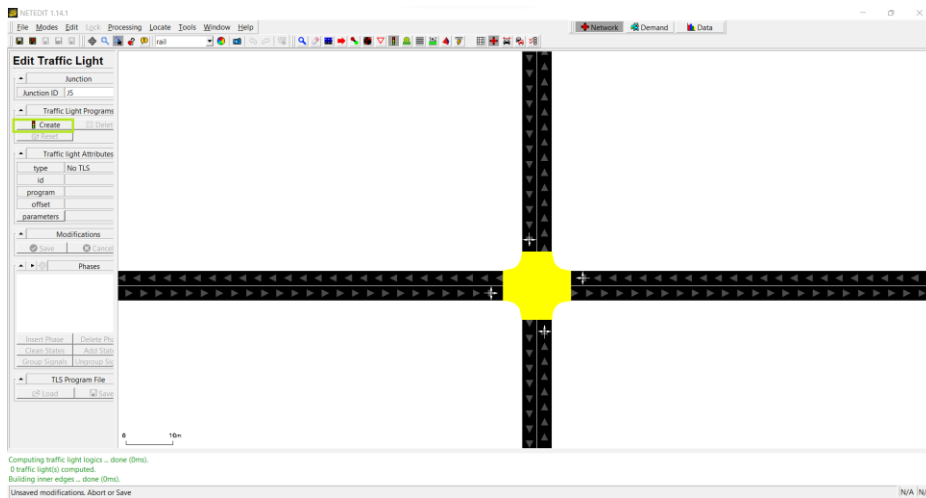 NETEDIT 1.14.1
File Modes Edit Lock Processing Locate Tools Window Help
Network Demand Data
rail
Edit Traffic Light
Junction
Junction ID J5
Traffic Light Programs
Create Delet
Reset
Traffic light Attributes
type No TLS
id
program
offset
parameters
Modifications
Save Cancel
Phases
Insert Phase Delete Pha
Clean States Add State
Group Signals Ungroup Sig
TLS Program File
Load Save
0 10m
Computing traffic light logics ... done (0ms).
0 traffic light(s) computed.
Building inner edges ... done (0ms).
Unsaved modifications. Abort or Save
N/A N/